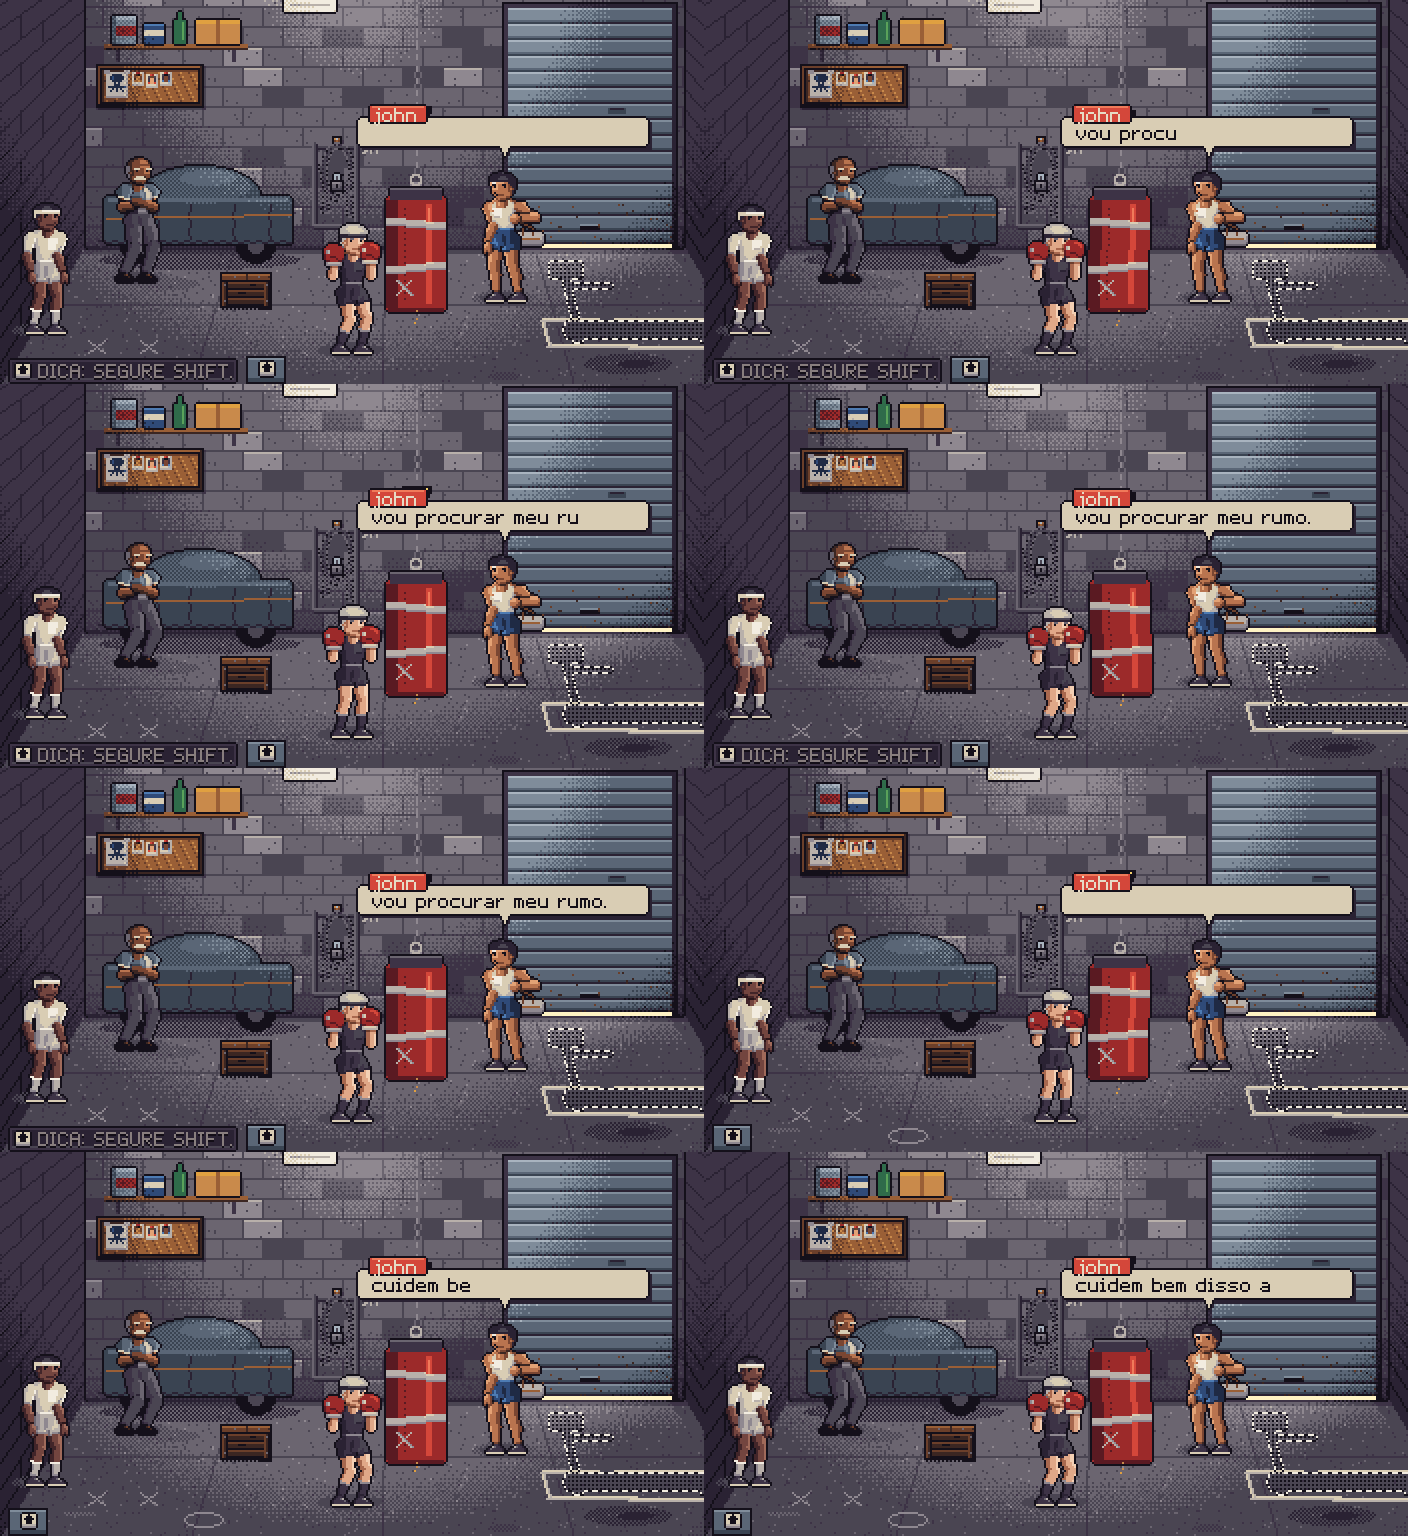 john
john
vou procu
DICA: SEGURE SHIFT.
DICA: SEGURE SHIFT.
john
vou procurar meu ru
john
vou procurar meu rumo.
DICA: SEGURE SHIFT.
DICA: SEGURE SHIFT.
john
vou procurar meu rumo.
john
DICA: SEGURE SHIFT.
john
cuidem be
john
cuidem bem disso a